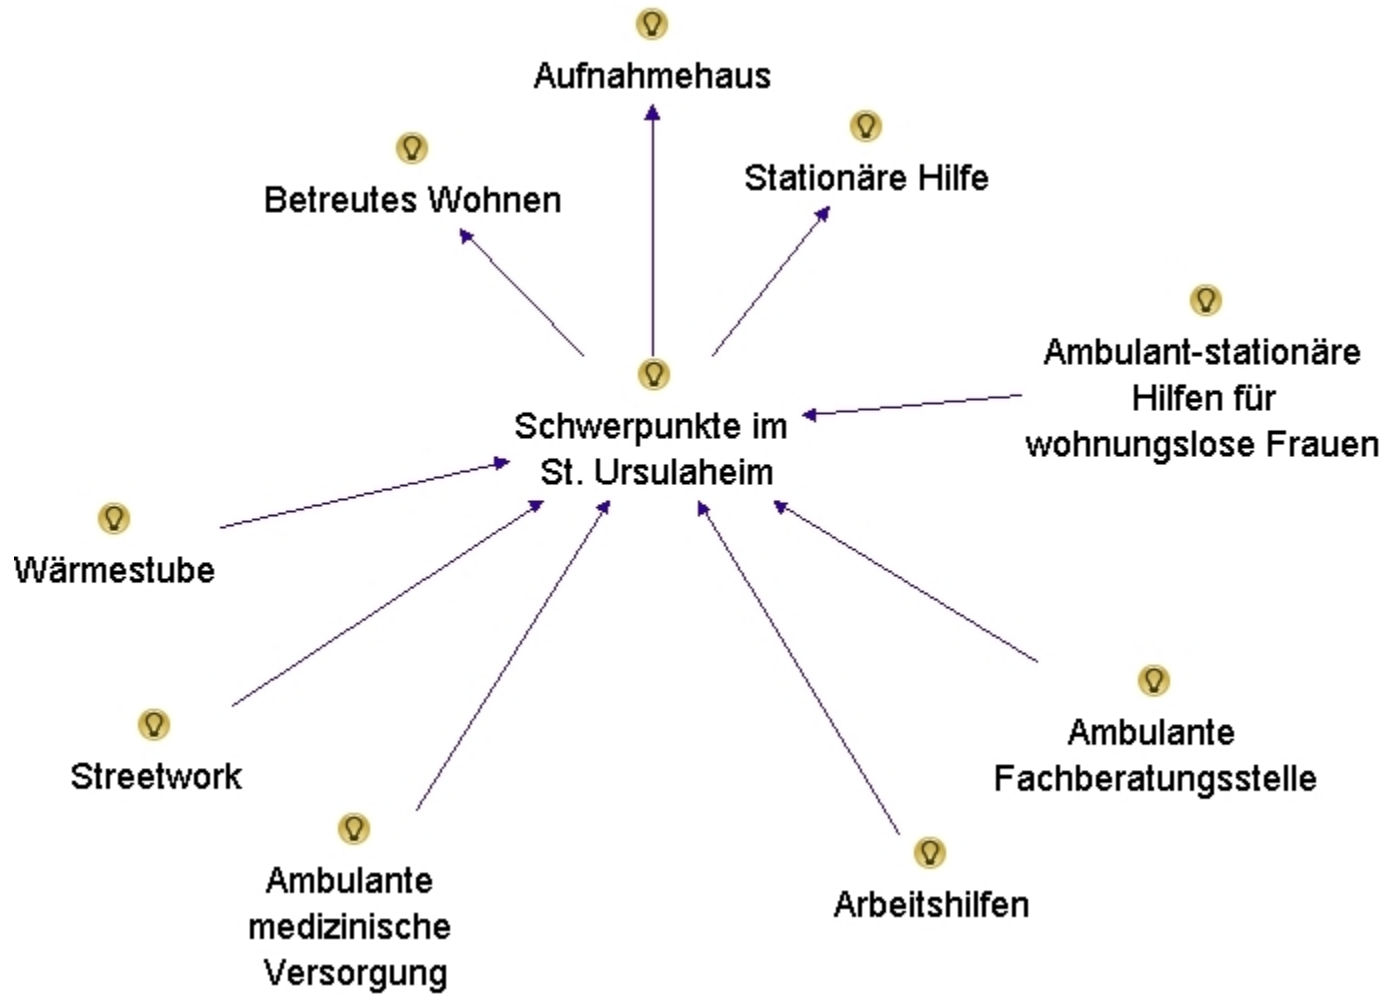 Aufnahmehaus
Betreutes Wohnen
Stationäre Hilfe
Ambulant-stationäre
Hilfen für
wohnungslose Frauen
Schwerpunkte im
St. Ursulaheim
Wärmestube
Streetwork
Ambulante
Fachberatungsstelle
Ambulante
medizinische
Versorgung
Arbeitshilfen